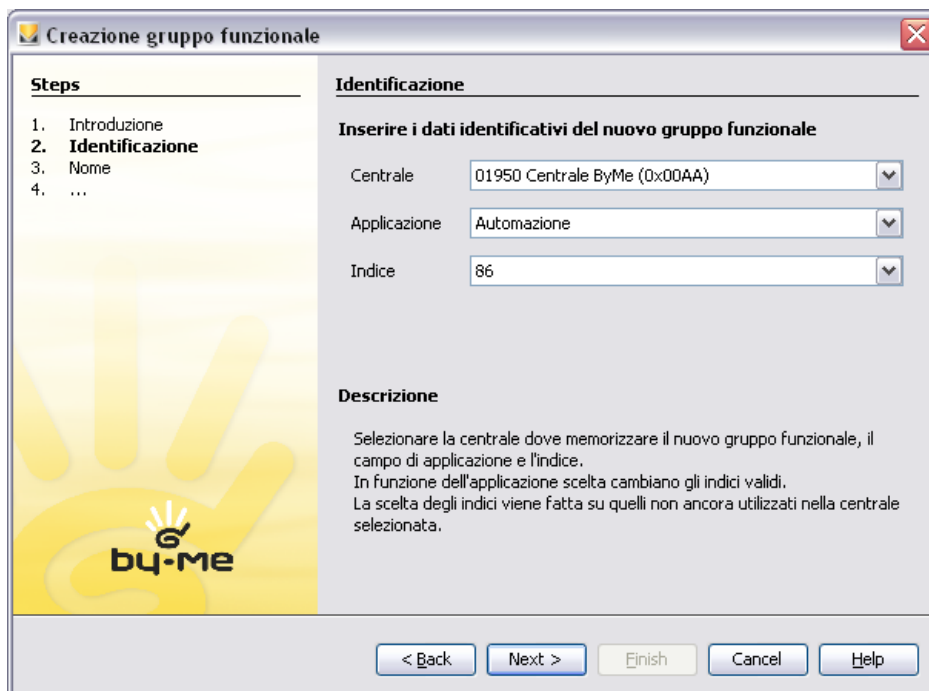 Creazione gruppo funzionale
Steps
1. Introduzione
2. Identificazione
3. Nome
4. ...
by-me
Identificazione
Inserire i dati identificativi del nuovo gruppo funzionale
Centrale 01950 Centrale ByMe (0x00AA)
Applicazione Automazione
Indice 86
Descrizione
Selezionare la centrale dove memorizzare il nuovo gruppo funzionale, il
campo di applicazione e l'indice.
In funzione dell'applicazione scelta cambiano gli indici validi.
La scelta degli indici viene fatta su quelli non ancora utilizzati nella centrale
selezionata.
< Back Next > Finish Cancel Help